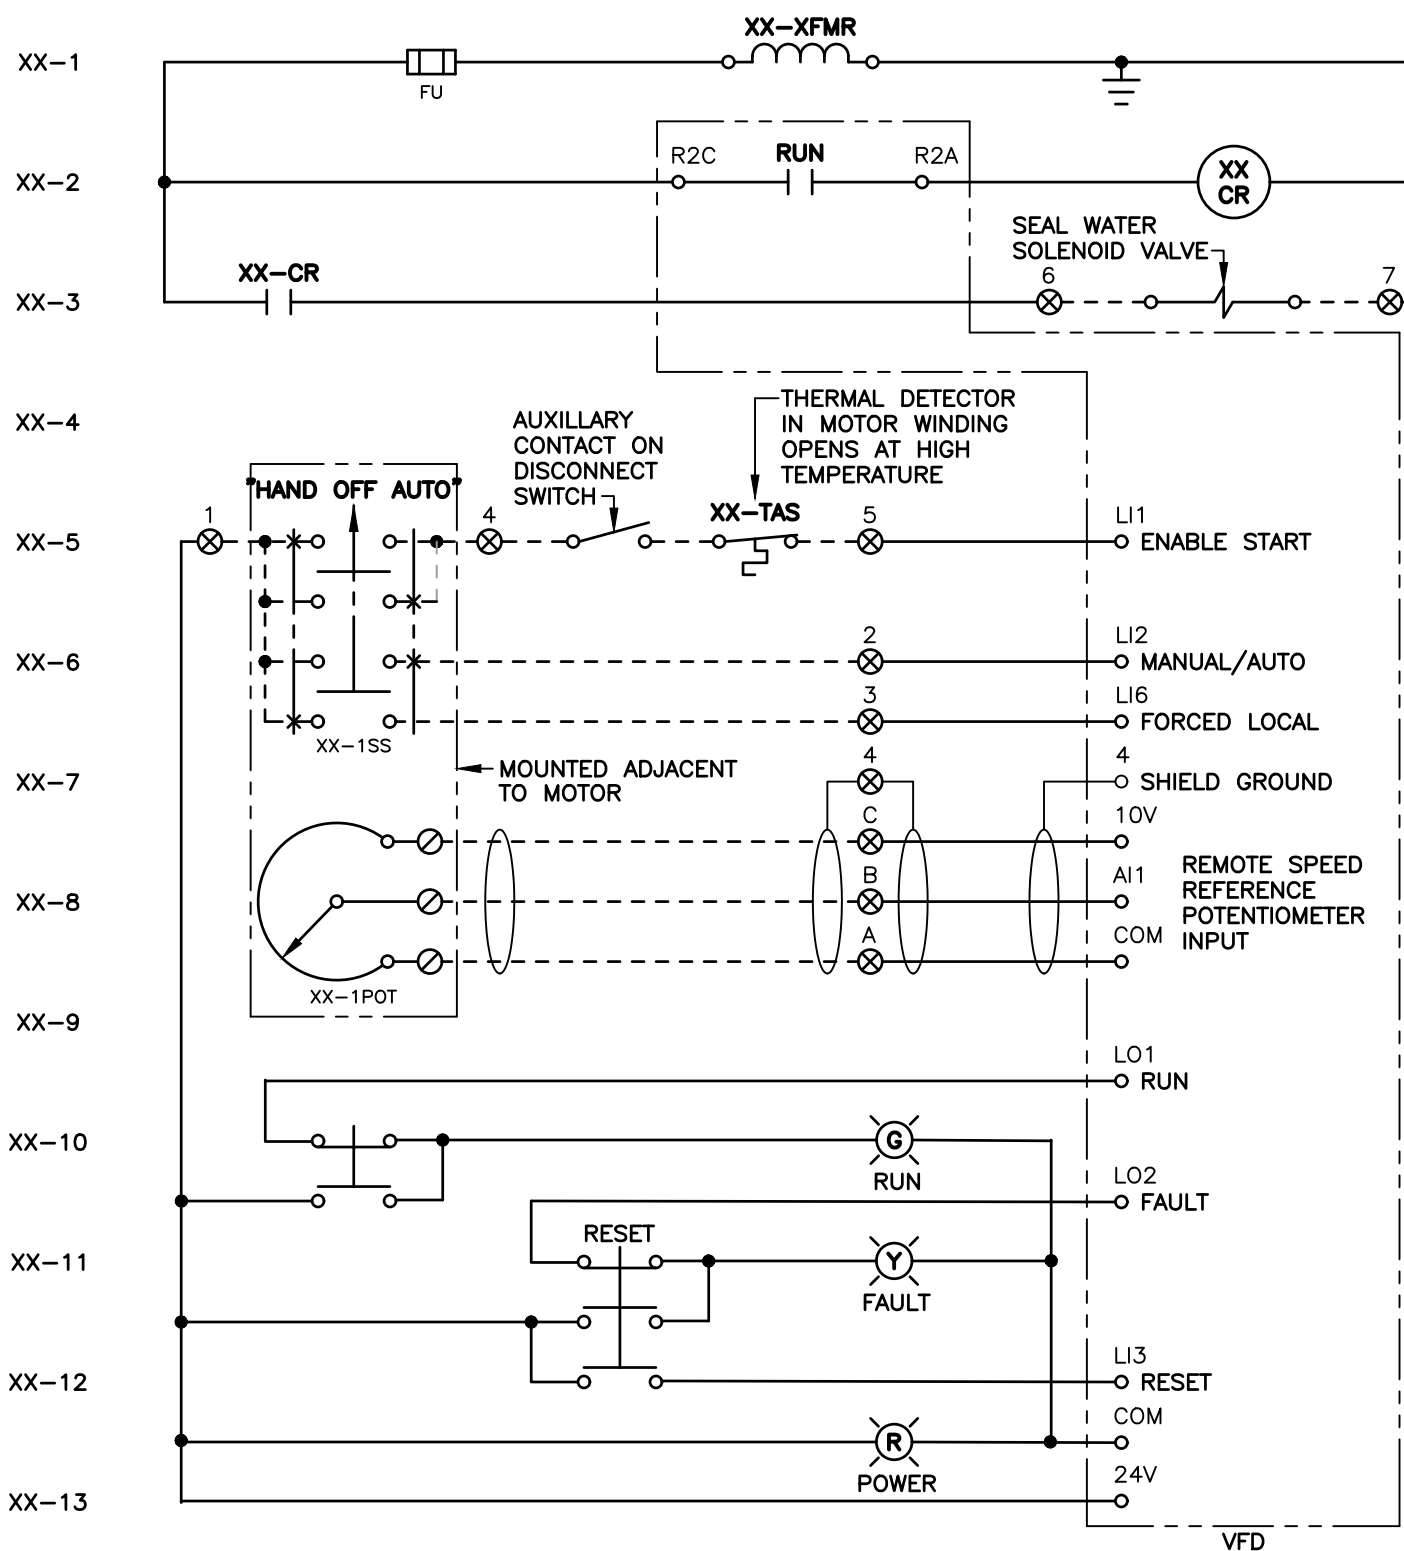 XX-XFMR
XX-1
FU
R2C RUN R2A
XX-2
XX
CR
SEAL WATER
SOLENOID VALVE
XX-CR
6 7
XX-3
THERMAL DETECTOR
IN MOTOR WINDING
OPENS AT HIGH
TEMPERATURE
XX-4
AUXILLARY
CONTACT ON
DISCONNECT
SWITCH
"HAND OFF AUTO"
XX-TAS
1 4 5 LI1
XX-5
ENABLE START
2 LI2
XX-6
MANUAL/AUTO
3 LI6
FORCED LOCAL
XX-1SS
4 4
XX-7
MOUNTED ADJACENT
TO MOTOR
SHIELD GROUND
C 10V
B AI1
XX-8
REMOTE SPEED
REFERENCE
POTENTIOMETER
INPUT
A COM
XX-1POT
XX-9
LO1
RUN
XX-10
G
RUN
LO2
FAULT
RESET
XX-11
Y
FAULT
LI3
XX-12
RESET
COM
R
POWER
24V
XX-13
VFD